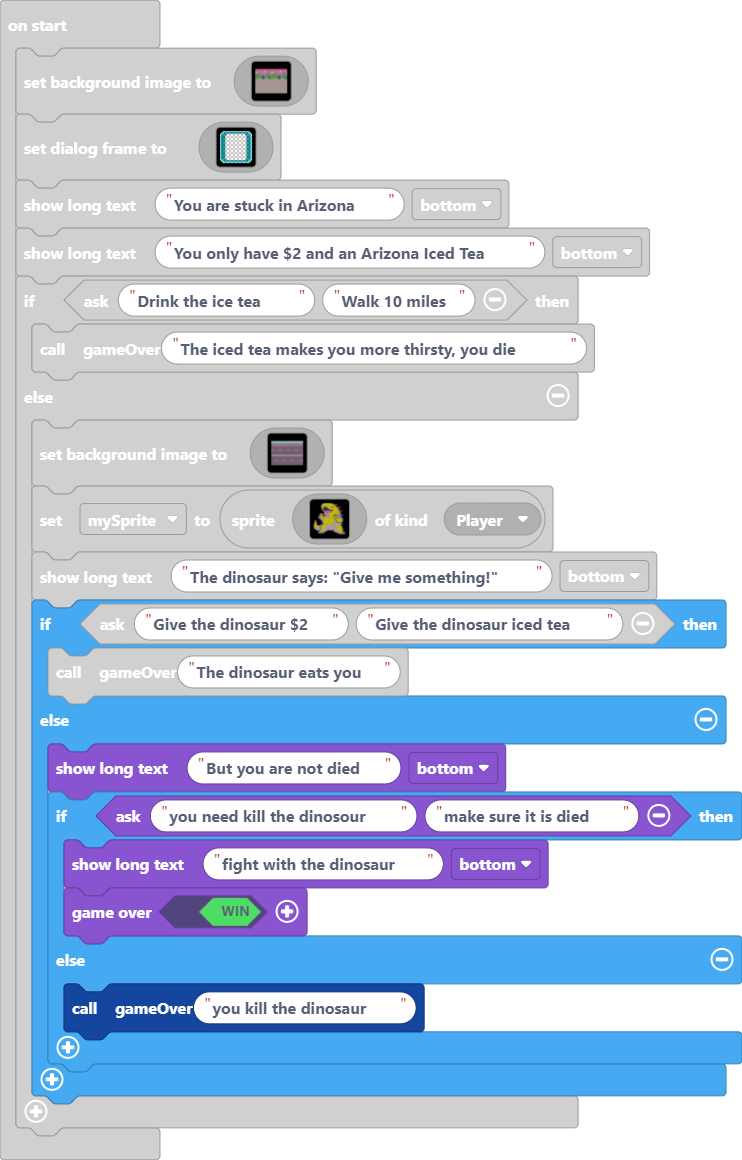 on start
set background image to
set dialog frame to
show long text "You are stuck in Arizona" bottom
show long text "You only have $2 and an Arizona Iced Tea" bottom
if ask "Drink the ice tea" "Walk 10 miles" then
call gameOver "The iced tea makes you more thirsty, you die"
else
set background image to
set mySprite to sprite of kind Player
show long text "The dinosaur says: "Give me something!"" bottom
if ask "Give the dinosaur $2" "Give the dinosaur iced tea" then
call gameOver "The dinosaur eats you"
else
show long text "But you are not died" bottom
if ask "you need kill the dinosour" "make sure it is died" then
show long text "fight with the dinosaur" bottom
game over WIN
else
call gameOver "you kill the dinosaur"